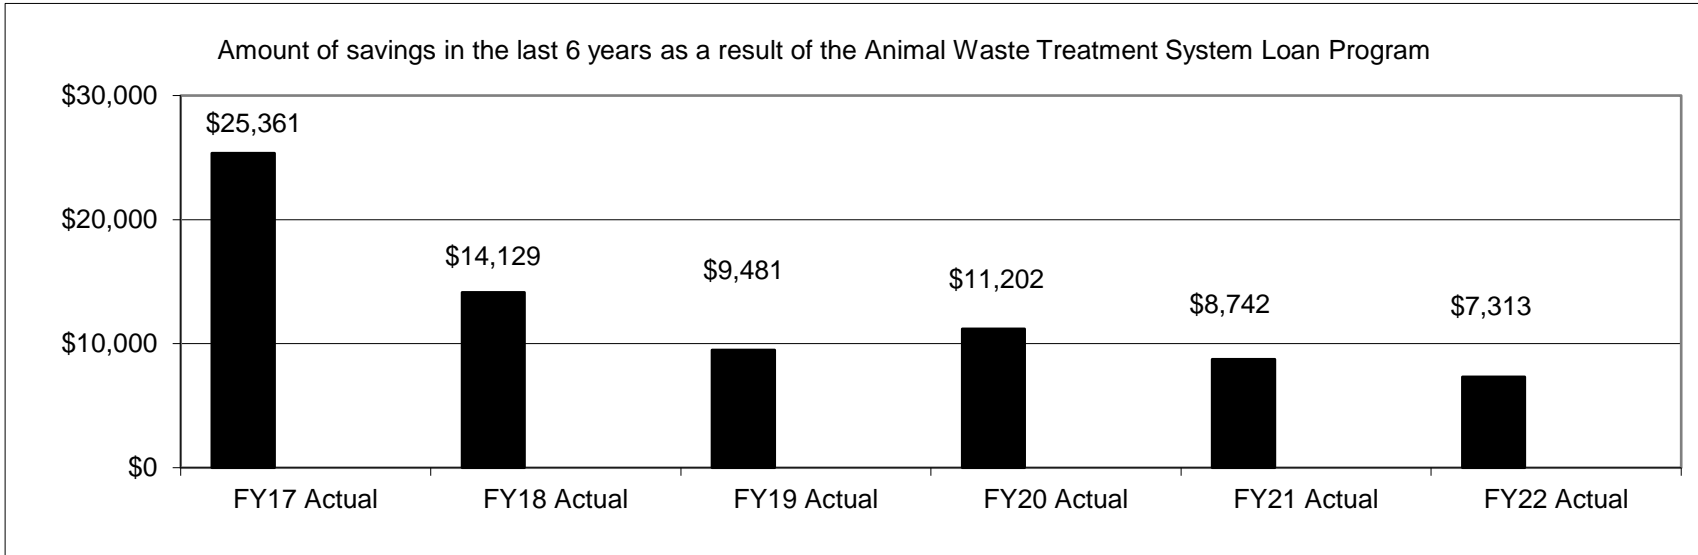 Amount of savings in the last 6 years as a result of the Animal Waste Treatment System Loan Program
$30,000
$25,361
$20,000
$14,129
$9,481
$11,202
$8,742
$7,313
$10,000
$0
FY17 Actual
FY18 Actual
FY19 Actual
FY20 Actual
FY21 Actual
FY22 Actual